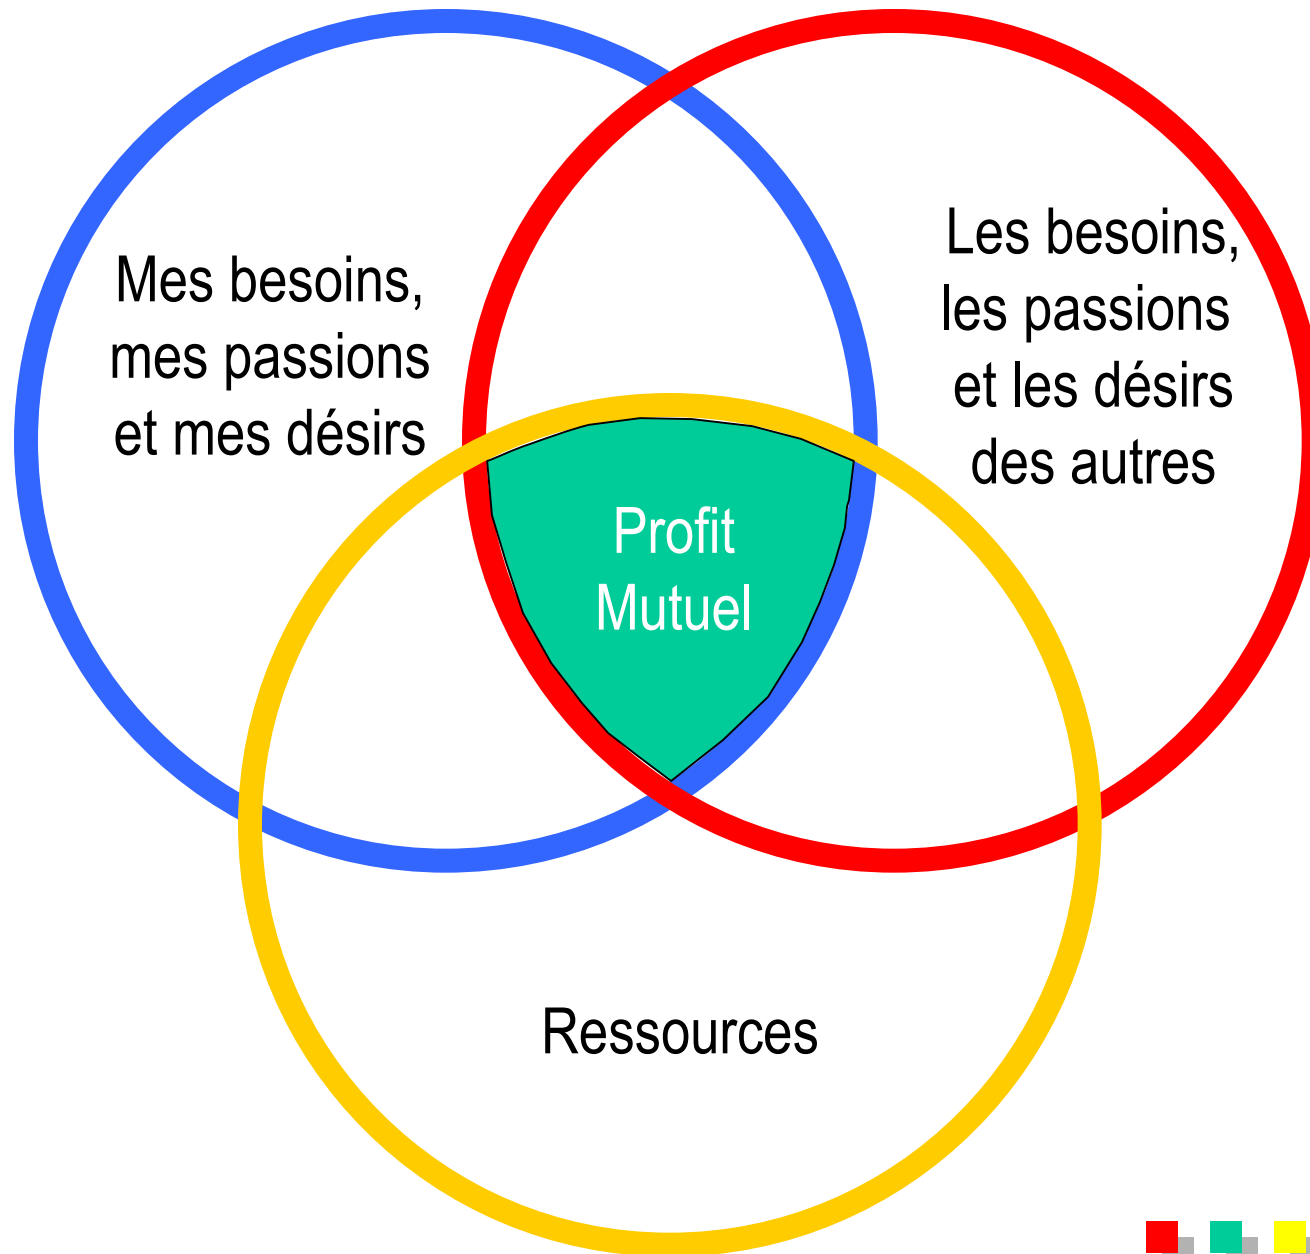 Mes besoins,
mes passions
et mes désirs
Les besoins,
les passions
et les désirs
des autres
Profit
Mutuel
Ressources